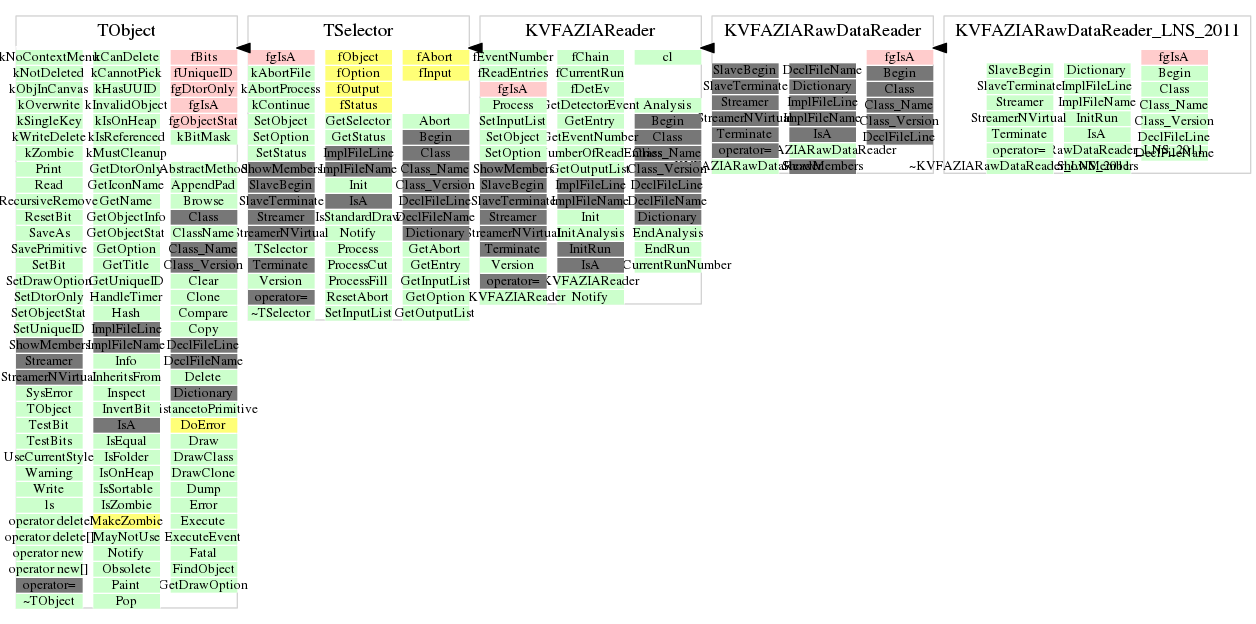 TObject
kNoContextMenu kCanDelete fBits
kNotDeleted kCannotPick fUniqueID
kObjInCanvas kHasUUID fgDtorOnly
kOverwrite kInvalidObject fgIsA
kSingleKey kIsOnHeap fgObjectStat
kWriteDelete kIsReferenced kBitMask
kZombie kMustCleanup
Print GetDtorOnly AbstractMethod
Read GetIconName AppendPad
RecursiveRemove GetName Browse
ResetBit GetObjectInfo Class
SaveAs GetObjectStat ClassName
SavePrimitive GetOption Class_Name
SetBit GetTitle Class_Version
SetDrawOption GetUniqueID Clear
SetDtorOnly HandleTimer Clone
SetObjectStat Hash Compare
SetUniqueID ImplFileLine Copy
ShowMembers ImplFileName DeclFileLine
Streamer Info DeclFileName
StreamerNVirtual InheritsFrom Delete
SysError Inspect Dictionary
TObject InvertBit istancetoPrimitive
TestBit IsA DoError
TestBits IsEqual Draw
UseCurrentStyle IsFolder DrawClass
Warning IsOnHeap DrawClone
Write IsSortable Dump
ls IsZombie Error
operator delete MakeZombie Execute
operator delete[] MayNotUse ExecuteEvent
operator new Notify Fatal
operator new[] Obsolete FindObject
operator= Paint GetDrawOption
~TObject Pop
TSelector
fgIsA fObject fAbort
kAbortFile fOption fInput
kAbortProcess fOutput
kContinue fStatus
SetObject GetSelector Abort
SetOption GetStatus Begin
SetStatus ImplFileLine Class
ShowMembers ImplFileName Class_Name
SlaveBegin Init Class_Version
SlaveTerminate IsA DeclFileLine
Streamer IsStandardDraw DeclFileName
StreamerNVirtual Notify Dictionary
TSelector Process GetAbort
Terminate ProcessCut GetEntry
Version ProcessFill GetInputList
operator= ResetAbort GetOption
~TSelector SetInputList GetOutputList
KVFAZIAReader
fEventNumber fChain cl
fReadEntries fCurrentRun
fgIsA fDetEv
Process GetDetectorEvent Analysis
SetInputList GetEntry Begin
SetObject GetEventNumber Class
SetOption umberOfReadEntries Class_Name
ShowMembers GetOutputList Class_Version
SlaveBegin ImplFileLine DeclFileLine
SlaveTerminate ImplFileName DeclFileName
Streamer Init Dictionary
StreamerNVirtual InitAnalysis EndAnalysis
Terminate InitRun EndRun
Version IsA CurrentRunNumber
operator= KVFAZIAReader
KVFAZIAReader Notify
KVFAZIARawDataReader
fgIsA
SlaveBegin DeclFileName Begin
SlaveTerminate Dictionary Class
Streamer ImplFileLine Class_Name
StreamerNVirtual ImplFileName Class_Version
Terminate IsA DeclFileLine
operator= AZIARawDataReader
AZIARawDataReader ShowMembers
KVFAZIARawDataReader_LNS_2011
fgIsA
SlaveBegin Dictionary Begin
SlaveTerminate ImplFileLine Class
Streamer ImplFileName Class_Name
StreamerNVirtual InitRun Class_Version
Terminate IsA DeclFileLine
operator= awDataReader_LNS_2011 DeclFileName
~KVFAZIARawDataReader_LNS_2011 ShowMembers